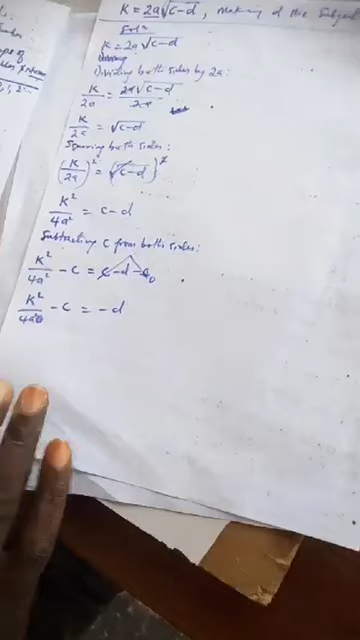 K = 2a√c-d, making d the subject
Soln
K = 2a√c-d
Dividing both sides by 2a:
K/2a = 2a√c-d/2a
K/2a = √c-d
Squaring both sides:
(K/2a)² = (√c-d)²
K²/4a² = c-d
Subtracting c from both sides:
K²/4a² - c = c-d-c
K²/4a² - c = -d